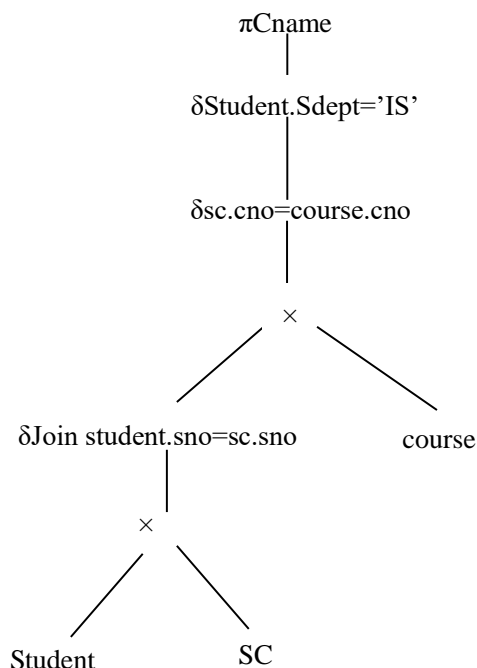 πCname
δStudent.Sdept=’IS’
δsc.cno=course.cno
×
δJoin student.sno=sc.sno
course
×
Student
SC